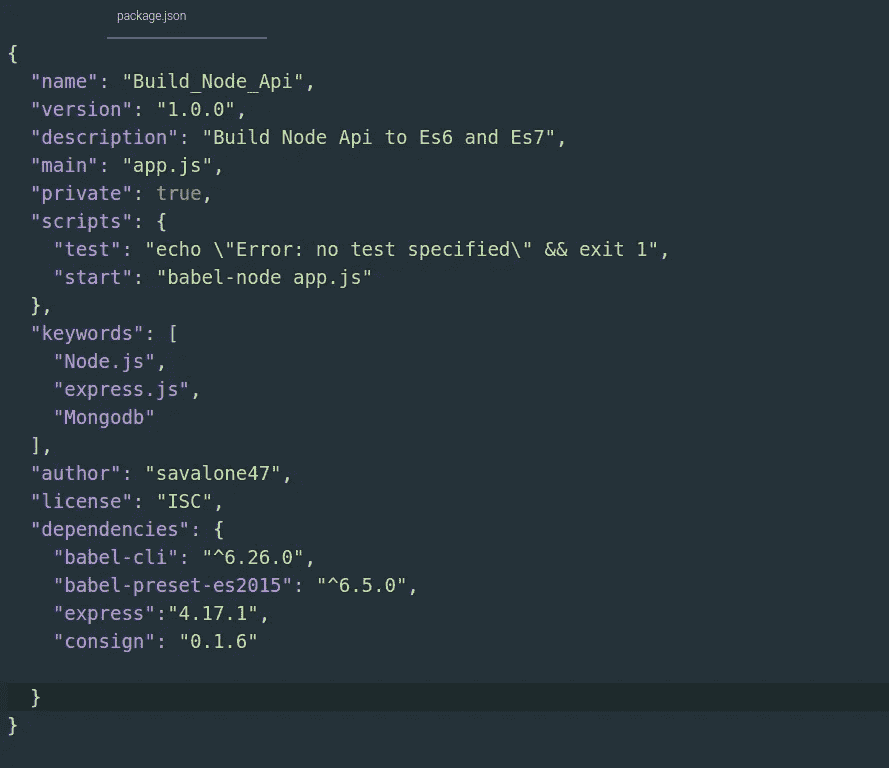 package.json
{
  "name": "Build_Node_Api",
  "version": "1.0.0",
  "description": "Build Node Api to Es6 and Es7",
  "main": "app.js",
  "private": true,
  "scripts": {
    "test": "echo \"Error: no test specified\" && exit 1",
    "start": "babel-node app.js"
  },
  "keywords": [
    "Node.js",
    "express.js",
    "Mongodb"
  ],
  "author": "savalone47",
  "license": "ISC",
  "dependencies": {
    "babel-cli": "^6.26.0",
    "babel-preset-es2015": "^6.5.0",
    "express":"4.17.1",
    "consign": "0.1.6"
  }
}